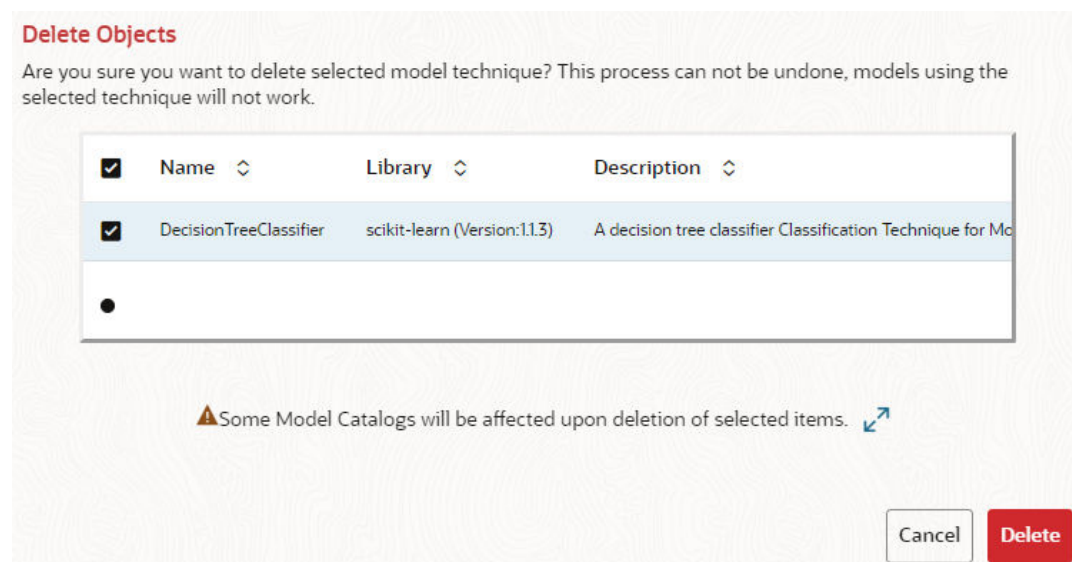 Delete Objects
Are you sure you want to delete selected model technique? This process can not be undone, models using the
selected technique will not work.
Name Library Description
DecisionTreeClassifier scikit-learn (Version:1.1.3) A decision tree classifier Classification Technique for Mo
Some Model Catalogs will be affected upon deletion of selected items.
Cancel Delete